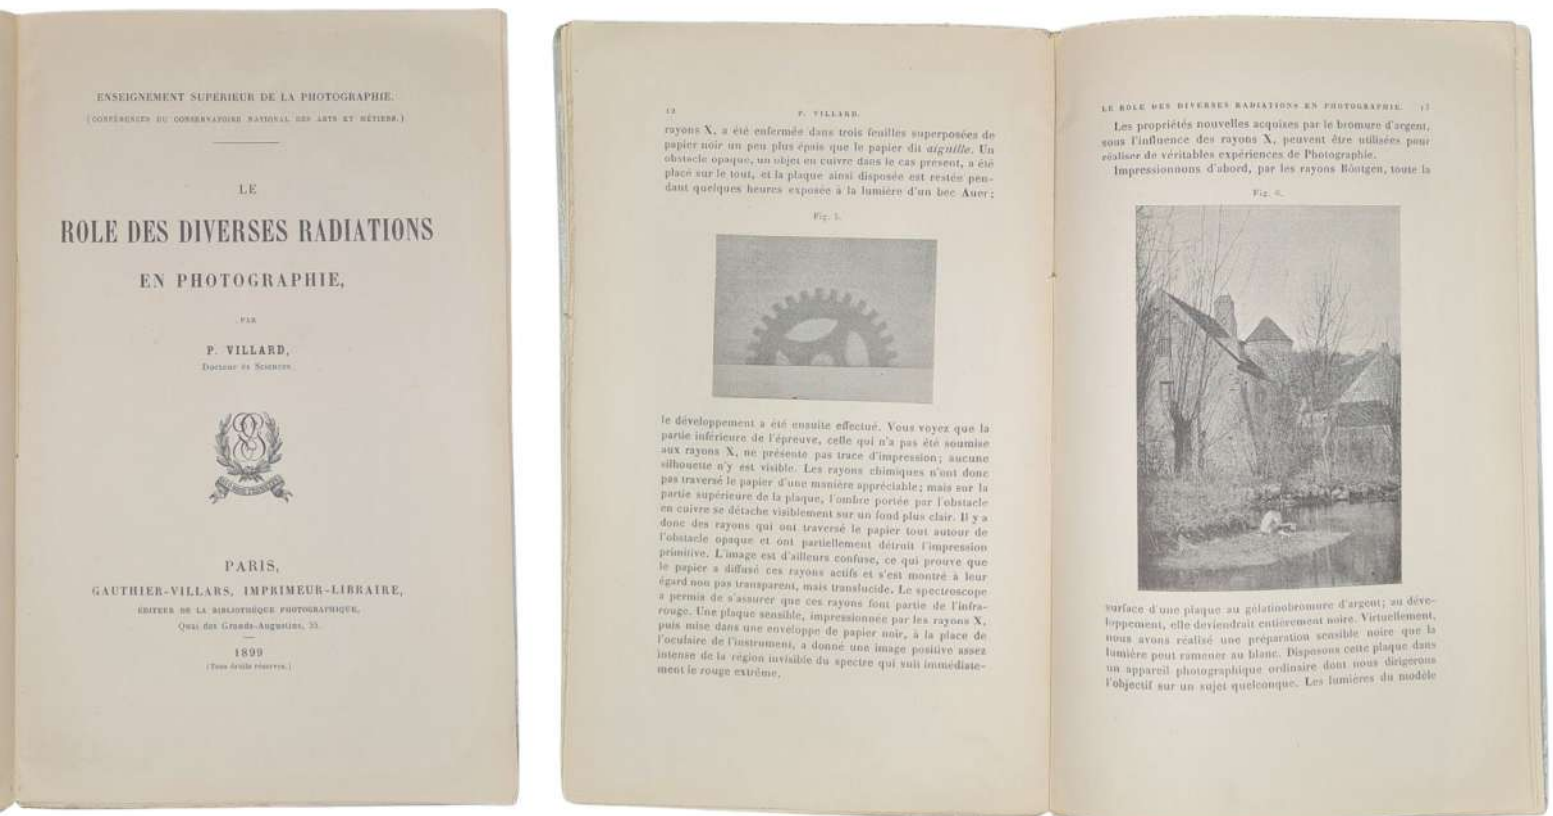 ENSEIGNEMENT SUPÉRIEUR DE LA PHOTOGRAPHIE.
(CONFÉRENCES DU CONSERVATOIRE NATIONAL DES ARTS ET MÉTIERS.)
LE
ROLE DES DIVERSES RADIATIONS
EN PHOTOGRAPHIE,
PAR
P. VILLARD,
Docteur ès Sciences
PARIS,
GAUTHIER-VILLARS, IMPRIMEUR-LIBRAIRE,
ÉDITEUR DE LA BIBLIOTHÈQUE PHOTOGRAPHIQUE,
Quai des Grands-Augustins, 55.
1899
(Tous droits réservés.)
12 P. VILLARD.
rayons X, a été enfermée dans trois feuilles superposées de
papier noir un peu plus épais que le papier dit aiguille. Un
obstacle opaque, un objet en cuivre dans le cas présent, a été
placé sur le tout, et la plaque ainsi disposée est restée pen-
dant quelques heures exposée à la lumière d'un bec Auer;
Fig. 5.
le développement a été ensuite effectué. Vous voyez que la
partie inférieure de l'épreuve, celle qui n'a pas été soumise
aux rayons X, ne présente pas trace d'impression; aucune
silhouette n'y est visible. Les rayons chimiques n'ont donc
pas traversé le papier d'une manière appréciable; mais sur la
partie supérieure de la plaque, l'ombre portée par l'obstacle
en cuivre se détache visiblement sur un fond plus clair. Il y a
donc des rayons qui ont traversé le papier tout autour de
l'obstacle opaque et ont partiellement détruit l'impression
primitive. L'image est d'ailleurs confuse, ce qui prouve que
le papier a diffusé ces rayons actifs et s'est montré à leur
égard non pas transparent, mais translucide. Le spectroscope
a permis de s'assurer que ces rayons font partie de l'infra-
rouge. Une plaque sensible, impressionnée par les rayons X,
puis mise dans une enveloppe de papier noir, à la place de
l'oculaire de l'instrument, a donné une image positive assez
intense de la région invisible du spectre qui suit immédiate-
ment le rouge extrême.
LE ROLE DES DIVERSES RADIATIONS EN PHOTOGRAPHIE. 13
Les propriétés nouvelles acquises par le bromure d'argent,
sous l'influence des rayons X, peuvent être utilisées pour
réaliser de véritables expériences de Photographie.
Impressionnons d'abord, par les rayons Röntgen, toute la
Fig. 6.
surface d'une plaque au gélatinobromure d'argent; au déve-
loppement, elle deviendrait entièrement noire. Virtuellement,
nous avons réalisé une préparation sensible noire que la
lumière peut ramener au blanc. Disposons cette plaque dans
un appareil photographique ordinaire dont nous dirigerons
l'objectif sur un sujet quelconque. Les lumières du modèle